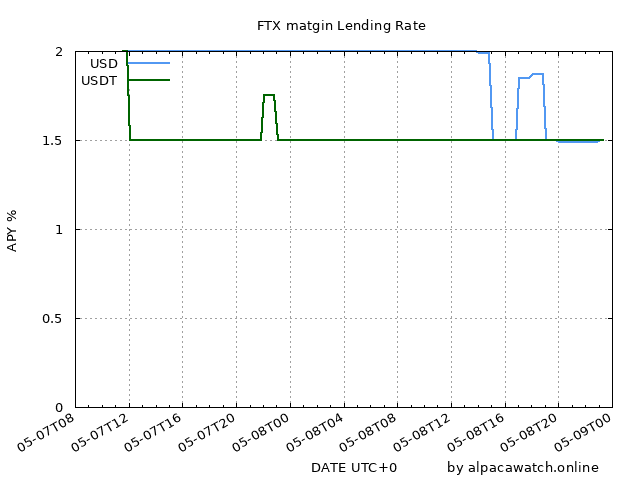 FTX matgin Lending Rate
USD
USDT
2
1.5
1
0.5
0
APY %
05-07T08
05-07T12
05-07T16
05-07T20
05-08T00
05-08T04
05-08T08
05-08T12
05-08T16
05-08T20
05-09T00
DATE UTC+0
by alpacawatch.online